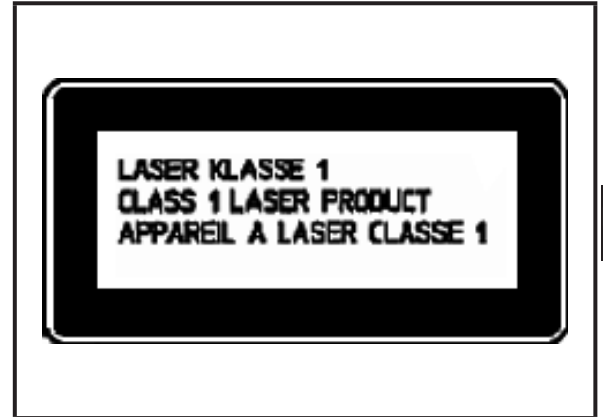 LASER KLASSE 1
CLASS 1 LASER PRODUCT
APPAREIL A LASER CLASSE 1